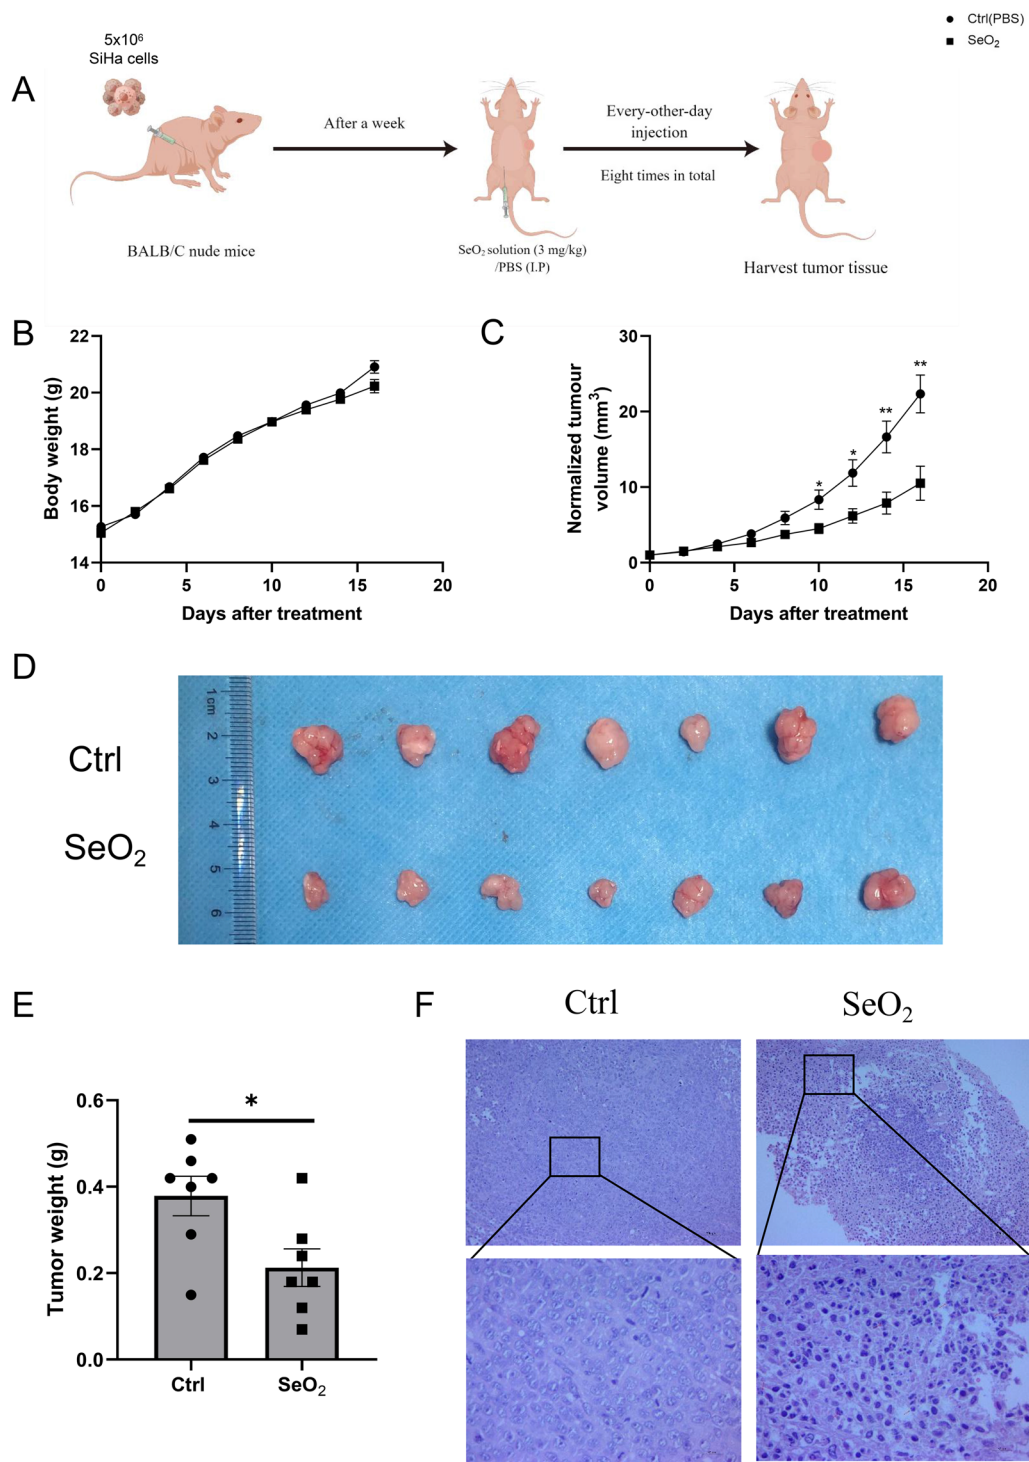 Ctrl(PBS)
SeO₂
5x10⁶
SiHa cells
A
After a week
Every-other-day
injection
Eight times in total
BALB/C nude mice
SeO₂ solution (3 mg/kg)
/PBS (I.P)
Harvest tumor tissue
B
22
20
18
16
14
Body weight (g)
0
5
10
15
20
Days after treatment
C
30
20
10
0
Normalized tumour
volume (mm³)
*
*
**
**
0
5
10
15
20
Days after treatment
D
Ctrl
SeO₂
1cm
2
3
4
5
6
E
0.6
0.4
0.2
0.0
Tumor weight (g)
*
Ctrl
SeO₂
F
Ctrl
SeO₂